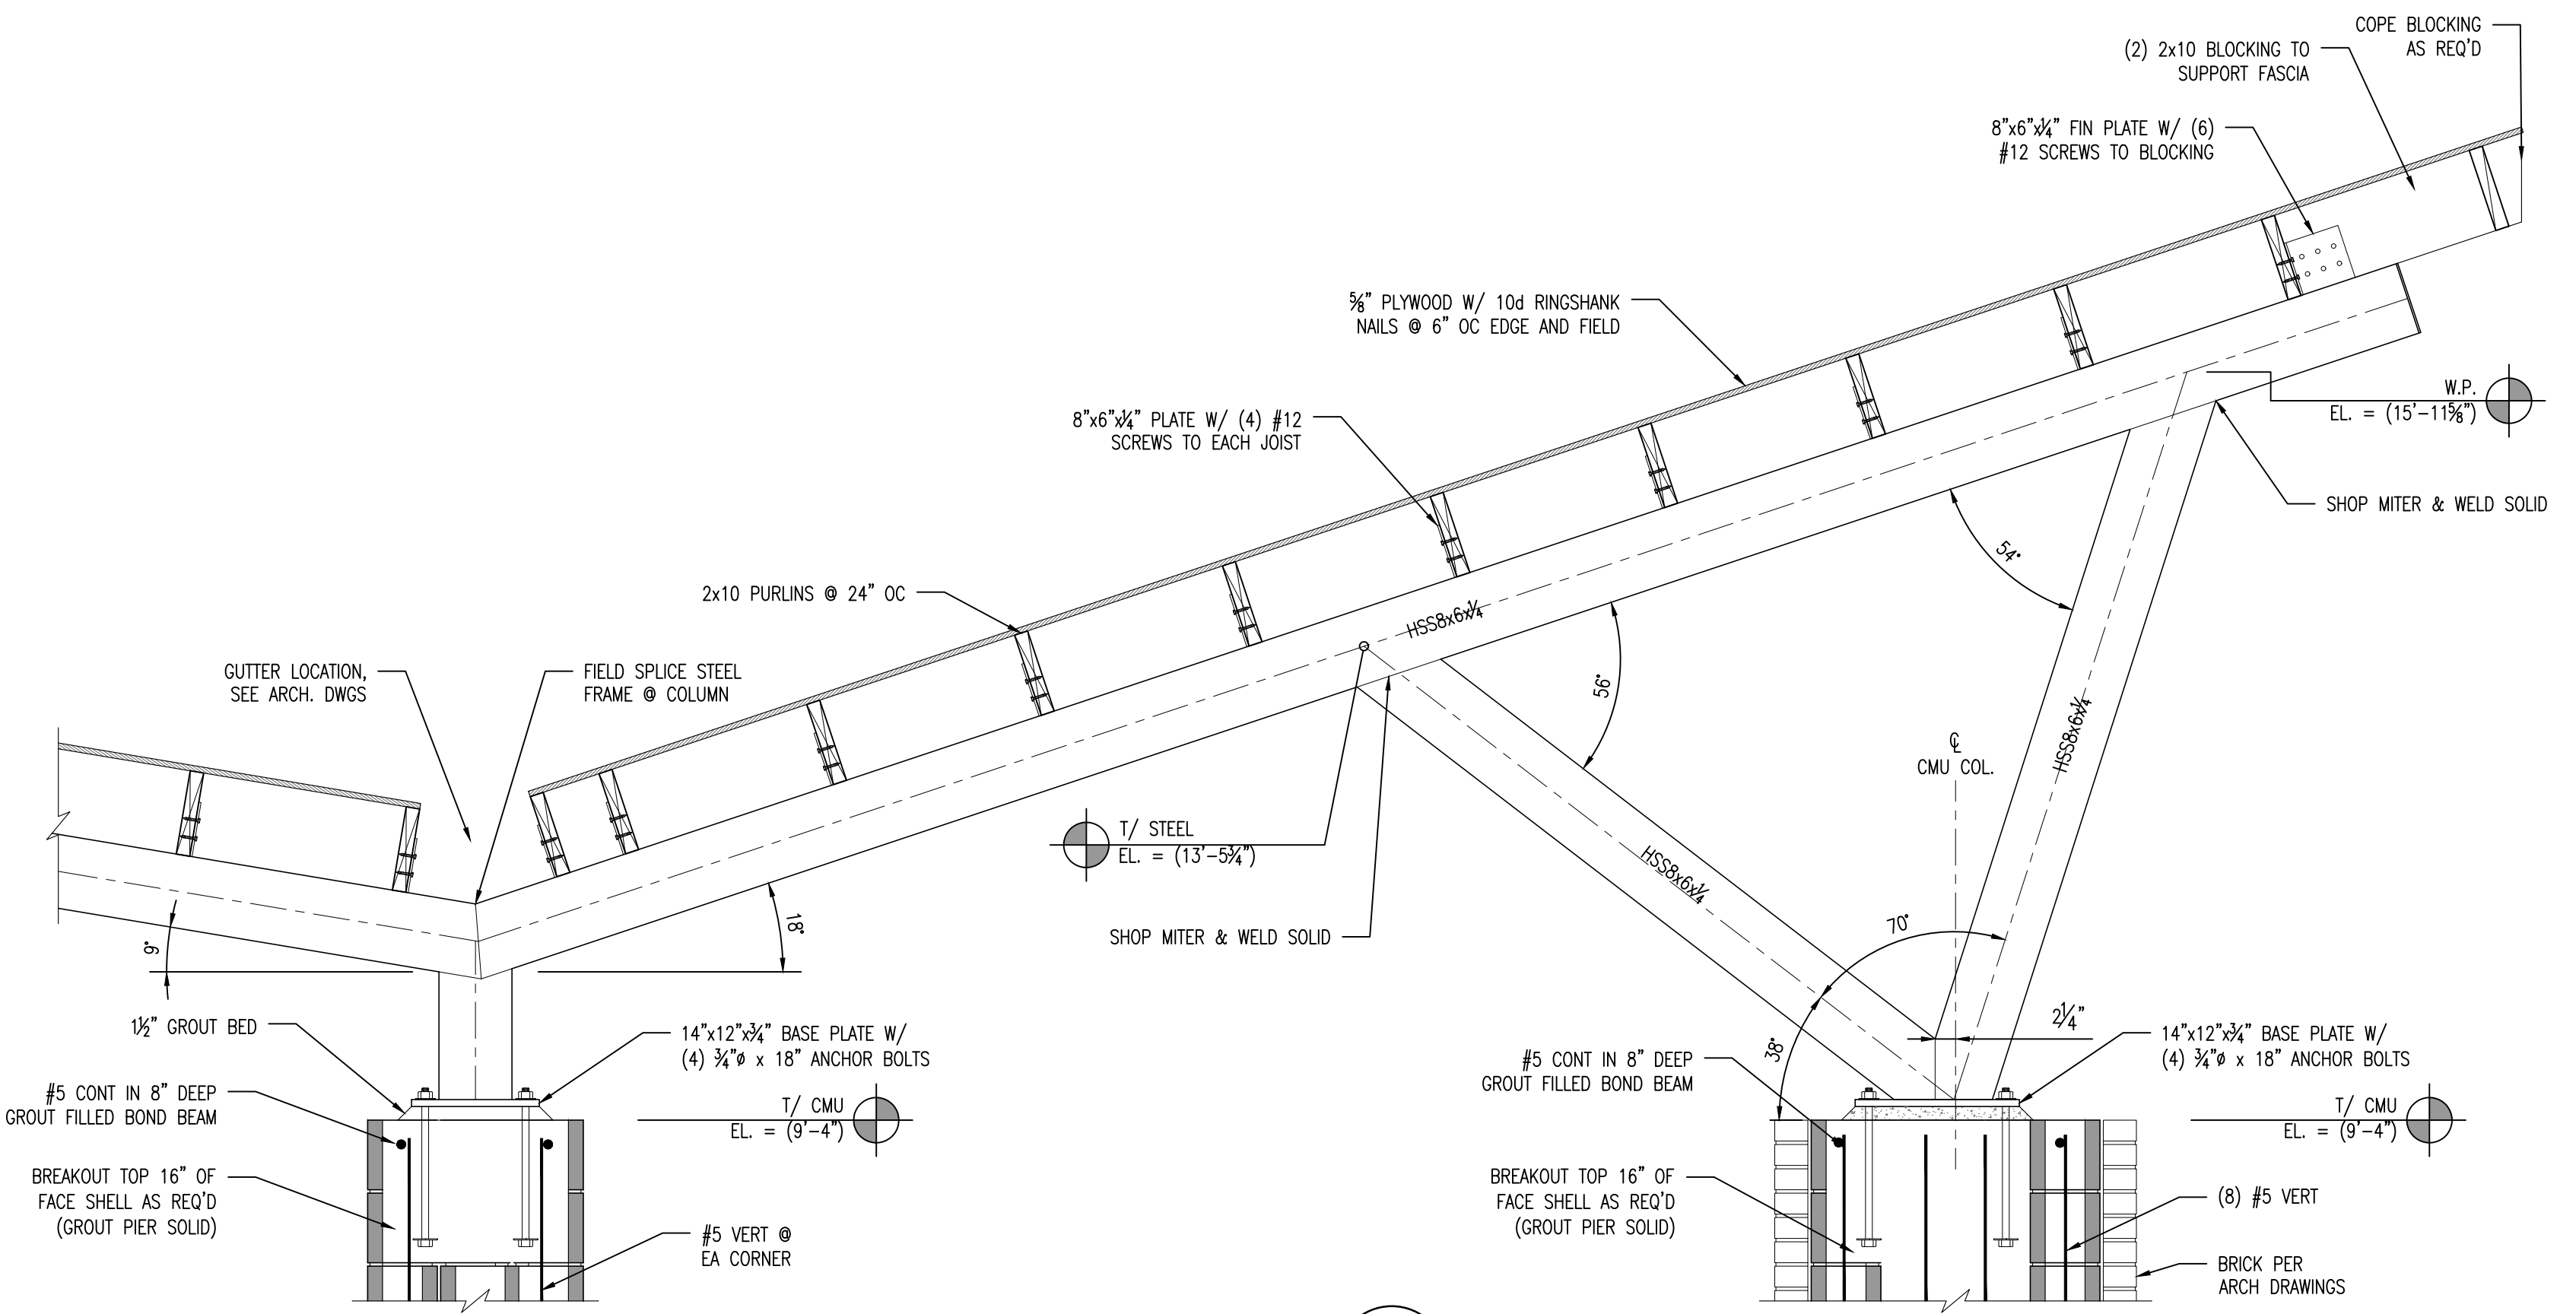 COPE BLOCKING
AS REQ'D
(2) 2x10 BLOCKING TO
SUPPORT FASCIA
8"x6"x¼" FIN PLATE W/ (6)
#12 SCREWS TO BLOCKING
⅝" PLYWOOD W/ 10d RINGSHANK
NAILS @ 6" OC EDGE AND FIELD
W.P.
EL. = (15'-11⅝")
8"x6"x¼" PLATE W/ (4) #12
SCREWS TO EACH JOIST
SHOP MITER & WELD SOLID
54°
2x10 PURLINS @ 24" OC
HSS8x6x¼
GUTTER LOCATION,
SEE ARCH. DWGS
FIELD SPLICE STEEL
FRAME @ COLUMN
56°
HSS8x6x¼
℄
CMU COL.
T/ STEEL
EL. = (13'-5¾")
HSS8x6x¼
SHOP MITER & WELD SOLID
9°
18°
70°
38°
2¼"
1½" GROUT BED
14"x12"x¾" BASE PLATE W/
(4) ¾"ø x 18" ANCHOR BOLTS
#5 CONT IN 8" DEEP
GROUT FILLED BOND BEAM
T/ CMU
EL. = (9'-4")
BREAKOUT TOP 16" OF
FACE SHELL AS REQ'D
(GROUT PIER SOLID)
#5 VERT @
EA CORNER
14"x12"x¾" BASE PLATE W/
(4) ¾"ø x 18" ANCHOR BOLTS
#5 CONT IN 8" DEEP
GROUT FILLED BOND BEAM
T/ CMU
EL. = (9'-4")
BREAKOUT TOP 16" OF
FACE SHELL AS REQ'D
(GROUT PIER SOLID)
(8) #5 VERT
BRICK PER
ARCH DRAWINGS